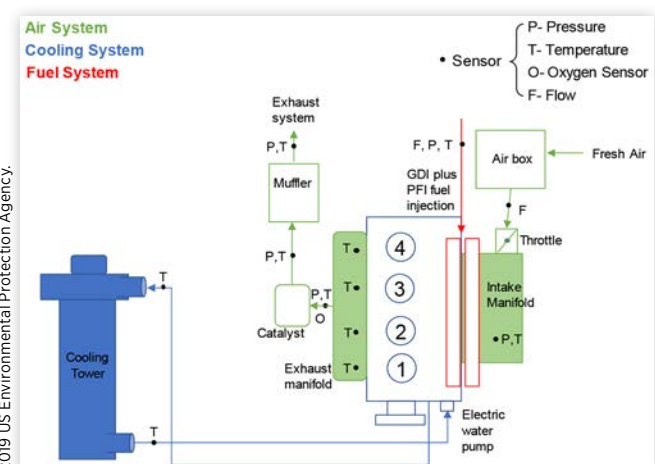 Air System
Cooling System
Fuel System
• Sensor
P- Pressure
T- Temperature
O- Oxygen Sensor
F- Flow
Exhaust
system
P,T
Muffler
P,T
Catalyst
P,T
O
Exhaust
manifold
T
T
T
T
4
3
2
1
F, P, T
GDI plus
PFI fuel
injection
Air box
Fresh Air
F
Throttle
Intake
Manifold
P,T
Electric
water
pump
T
Cooling
Tower
T
2019 US Environmental Protection Agency.